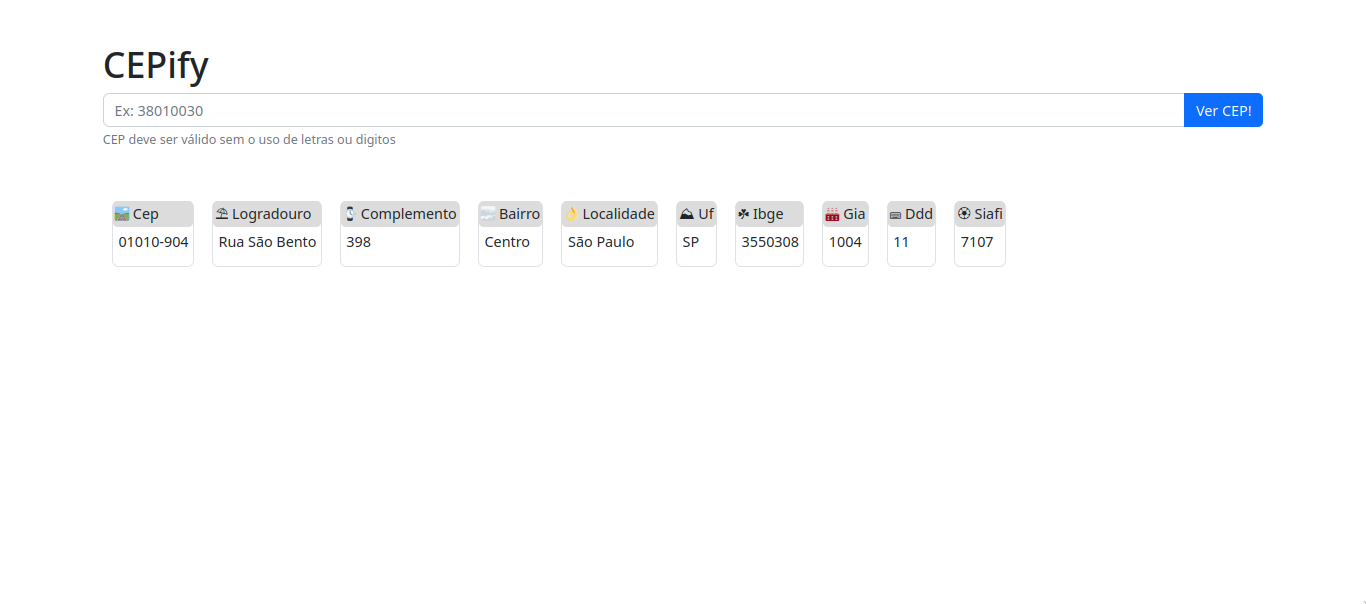 CEPify
Ex: 38010030 Ver CEP!
CEP deve ser válido sem o uso de letras ou digitos
Cep Logradouro Complemento Bairro Localidade Uf Ibge Gia Ddd Siafi
01010-904 Rua São Bento 398 Centro São Paulo SP 3550308 1004 11 7107